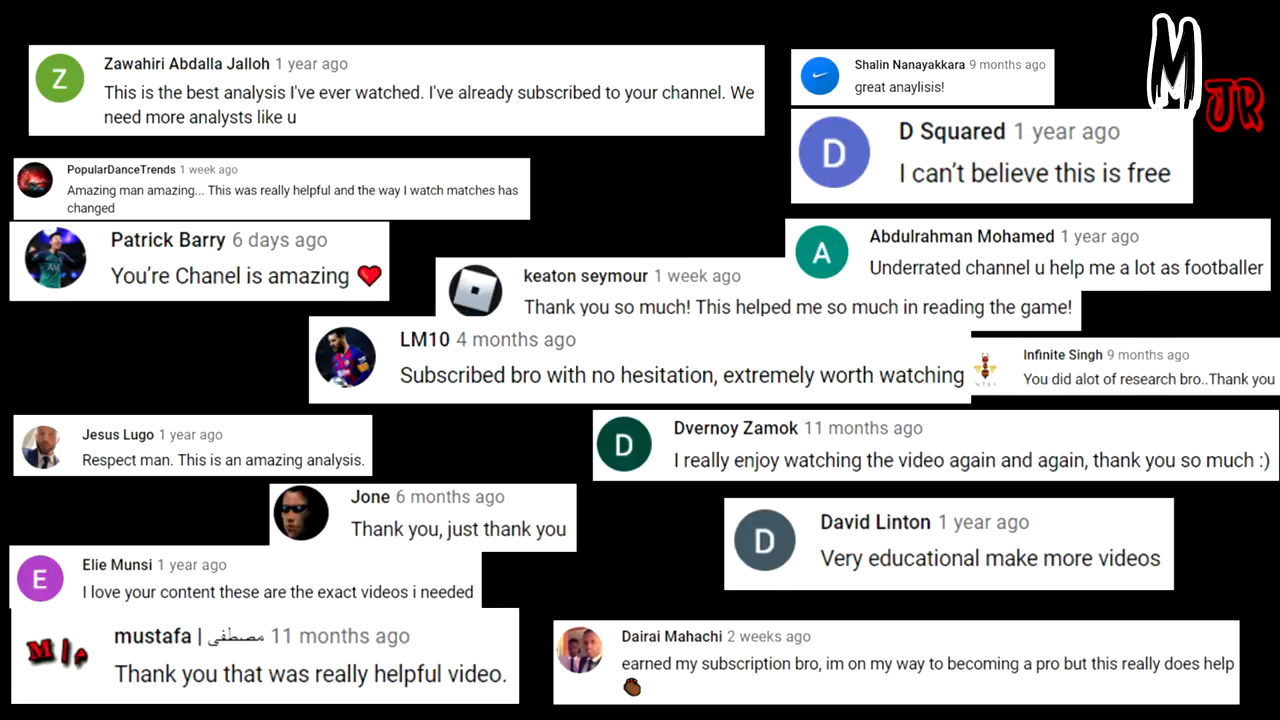 M
JR
Z
Zawahiri Abdalla Jalloh 1 year ago
This is the best analysis I've ever watched. I've already subscribed to your channel. We
need more analysts like u
Shalin Nanayakkara 9 months ago
great anaylisis!
D
D Squared 1 year ago
I can’t believe this is free
PopularDanceTrends 1 week ago
Amazing man amazing... This was really helpful and the way I watch matches has
changed
Patrick Barry 6 days ago
You’re Chanel is amazing ❤️
A
Abdulrahman Mohamed 1 year ago
Underrated channel u help me a lot as footballer
keaton seymour 1 week ago
Thank you so much! This helped me so much in reading the game!
LM10 4 months ago
Subscribed bro with no hesitation, extremely worth watching
Infinite Singh 9 months ago
You did alot of research bro..Thank you
Jesus Lugo 1 year ago
Respect man. This is an amazing analysis.
D
Dvernoy Zamok 11 months ago
I really enjoy watching the video again and again, thank you so much :)
Jone 6 months ago
Thank you, just thank you
D
David Linton 1 year ago
Very educational make more videos
E
Elie Munsi 1 year ago
I love your content these are the exact videos i needed
M | م
mustafa | مصطفى 11 months ago
Thank you that was really helpful video.
Dairai Mahachi 2 weeks ago
earned my subscription bro, im on my way to becoming a pro but this really does help